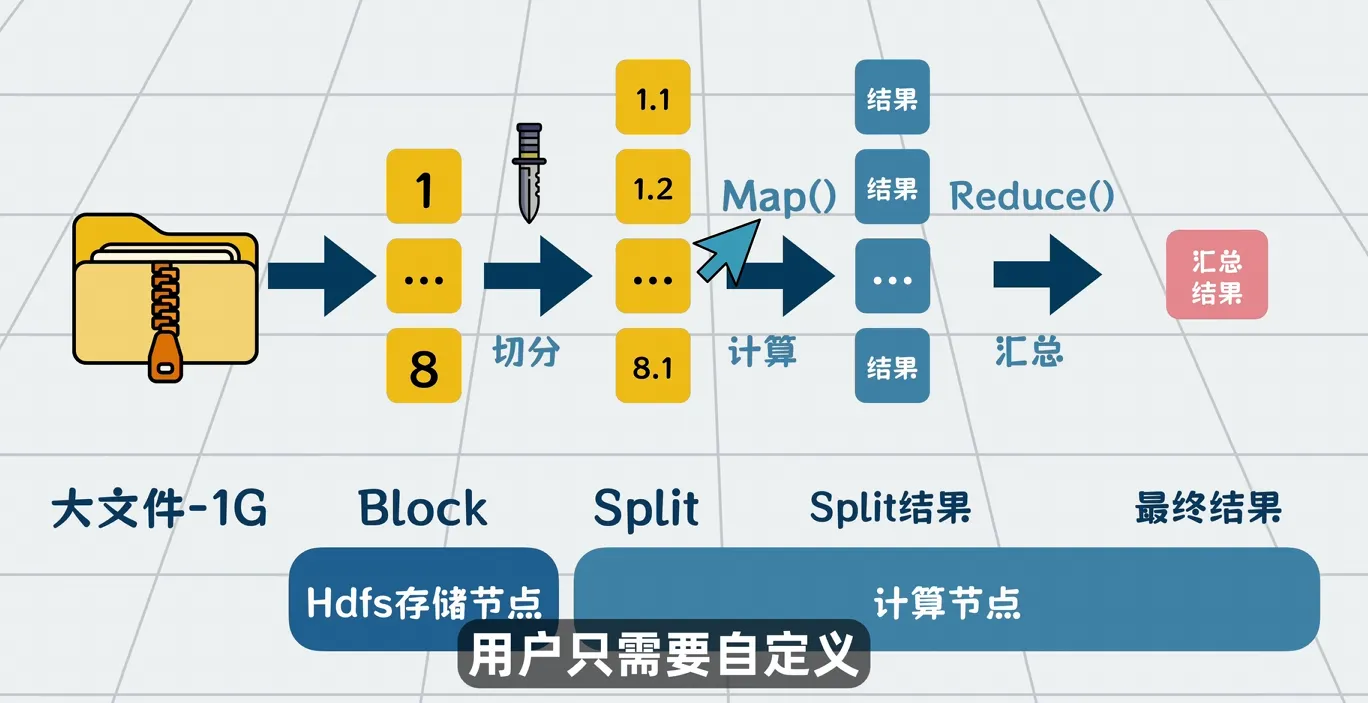 1.1
结果
1
1.2
Map()
结果
Reduce()
...
...
...
汇总
结果
8
切分
8.1
计算
结果
汇总
大文件-1G
Block
Split
Split结果
最终结果
Hdfs存储节点
计算节点
用户只需要自定义